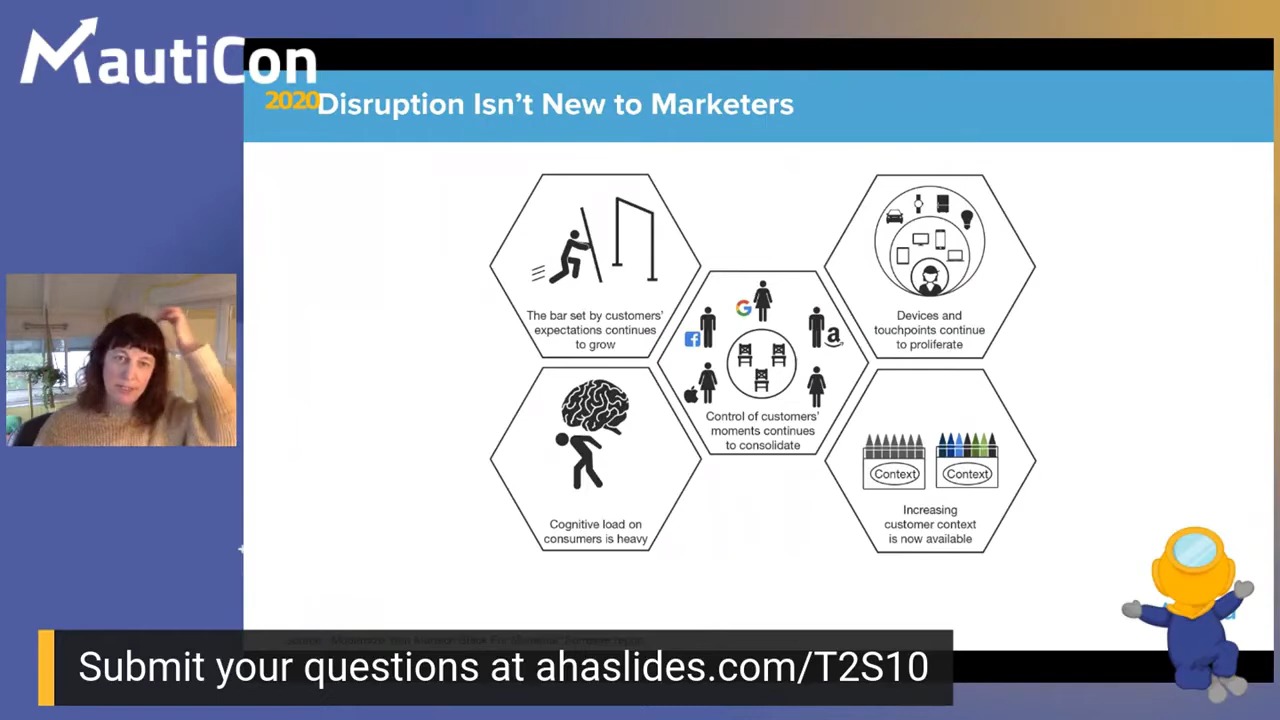 MautiCon
2020
Disruption Isn't New to Marketers
The bar set by customers'
expectations continues
to grow
Devices and
touchpoints continue
to proliferate
G
f
a
Control of customers'
moments continues
to consolidate
Cognitive load on
consumers is heavy
Context
Context
Increasing
customer context
is now available
Submit your questions at ahaslides.com/T2S10